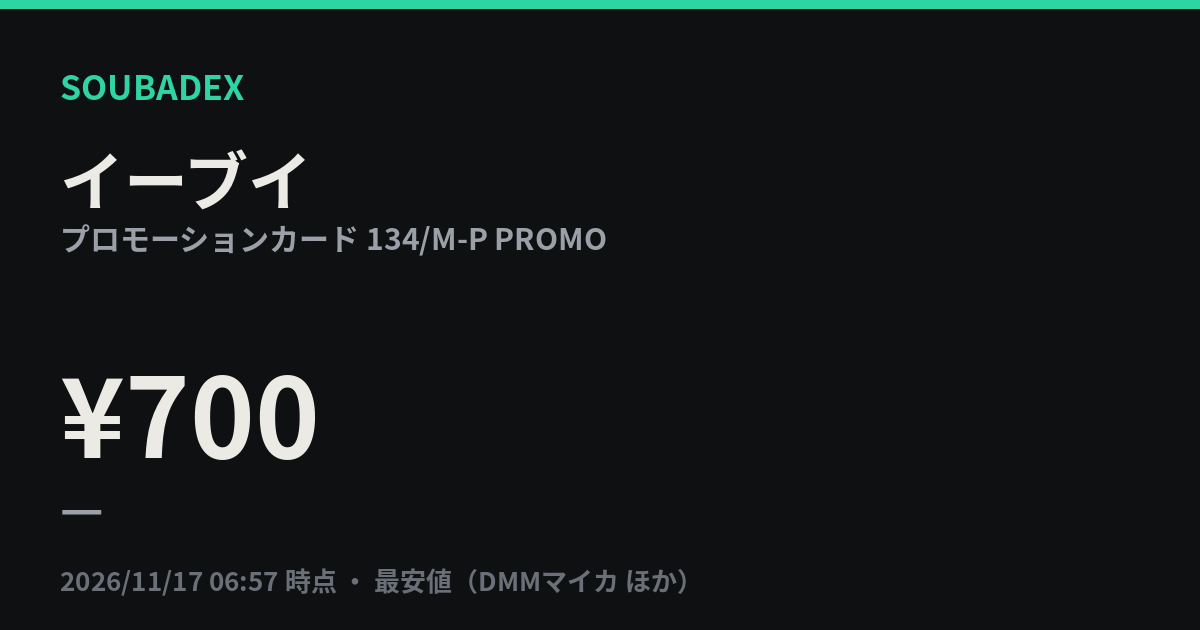 SOUBADEX
イーブイ
プロモーションカード 134/M-P PROMO
¥700
—
2026/11/17 06:57 時点 ・ 最安値（DMMマイカ ほか）